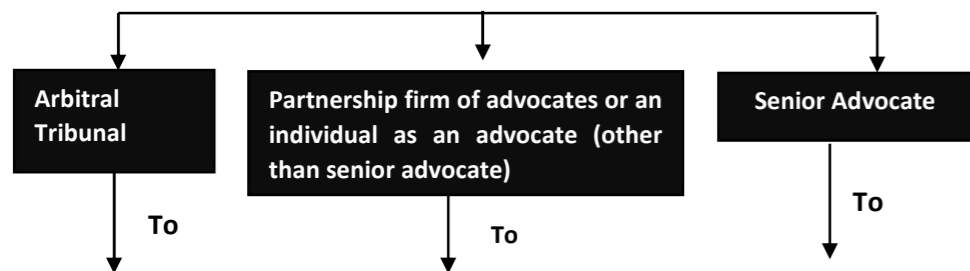 Arbitral
Tribunal
Partnership firm of advocates or an
individual as an advocate (other
than senior advocate)
Senior Advocate
To
To
To